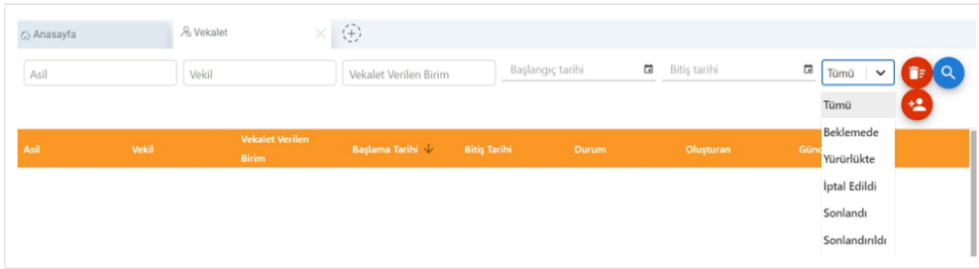 Anasayfa
Vekalet
Asil
Vekil
Vekalet Verilen Birim
Başlangıç tarihi
Bitiş tarihi
Tümü
Tümü
Beklemede
Yürürlükte
İptal Edildi
Sonlandı
Sonlandırıldı
Asil
Vekil
Vekalet Verilen
Birim
Başlama Tarihi
Bitiş Tarihi
Durum
Oluşturan